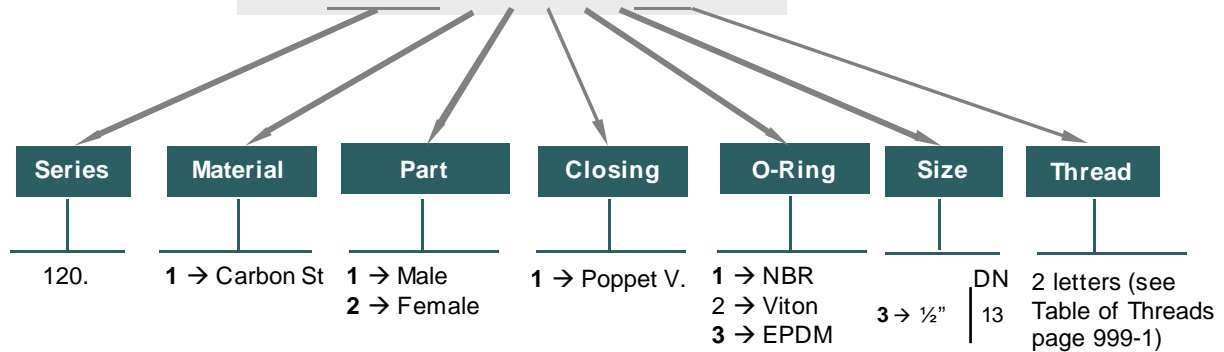 Series
Material
Part
Closing
O-Ring
Size
Thread
120.
1 → Carbon St
1 → Male
2 → Female
1 → Poppet V.
1 → NBR
2 → Viton
3 → EPDM
DN
3 → ½” 13
2 letters (see
Table of Threads
page 999-1)